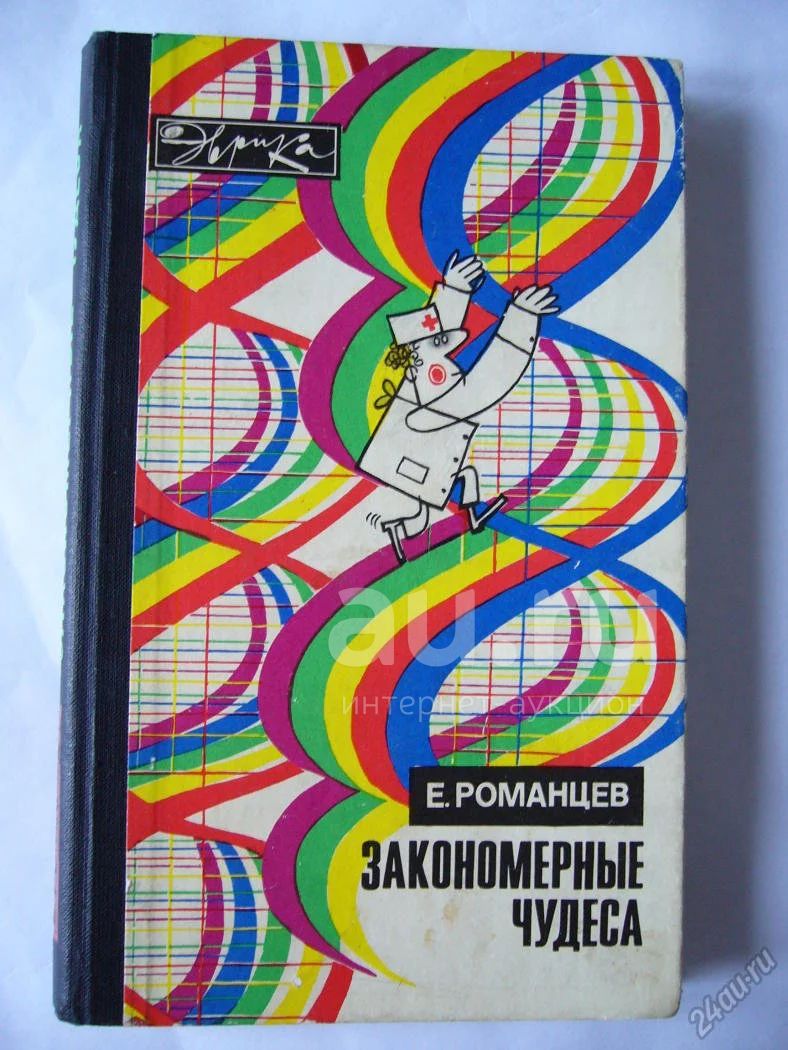 Эврика
au.ru
интернет-аукцион
Е. РОМАНЦЕВ
ЗАКОНОМЕРНЫЕ
ЧУДЕСА
24au.ru